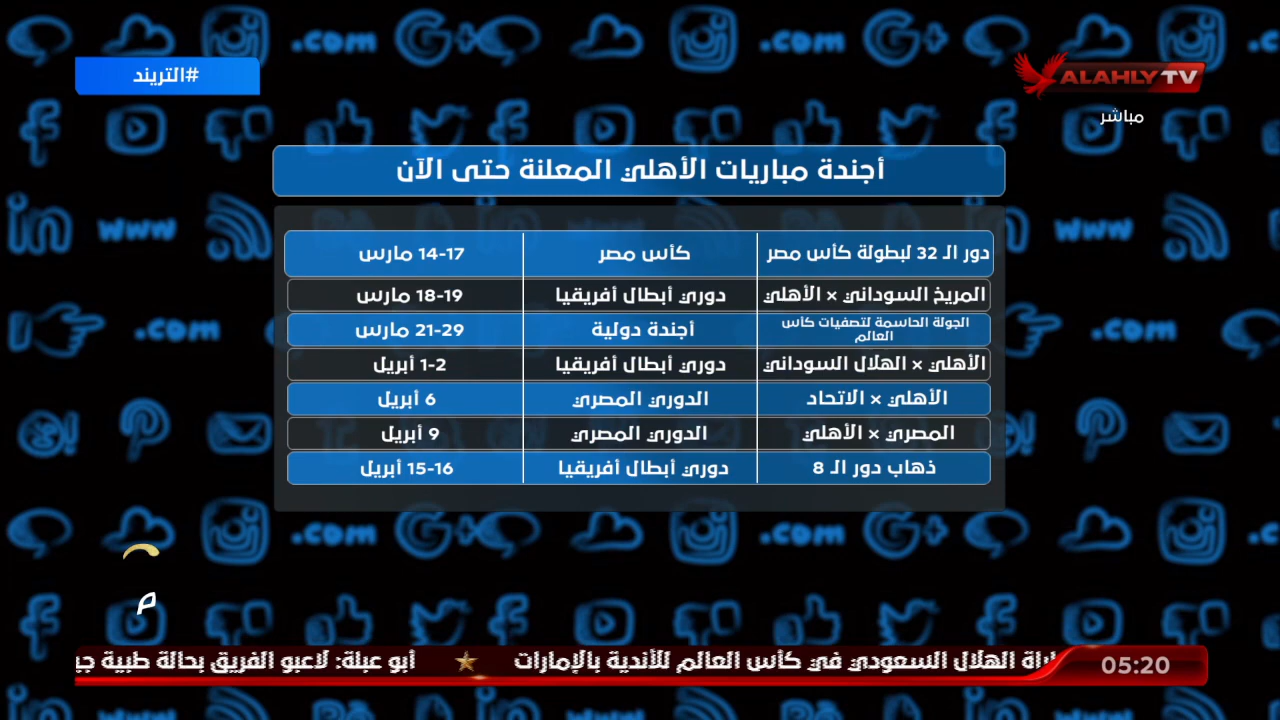 #التريند
ALAHLY TV
مباشر
أجندة مباريات الأهلي المعلنة حتى الآن
دور الـ 32 لبطولة كأس مصر كأس مصر 14-17 مارس
المريخ السوداني × الأهلي دوري أبطال أفريقيا 18-19 مارس
الجولة الحاسمة لتصفيات كأس العالم أجندة دولية 21-29 مارس
الأهلي × الهلال السوداني دوري أبطال أفريقيا 1-2 أبريل
الأهلي × الاتحاد الدوري المصري 6 أبريل
المصري × الأهلي الدوري المصري 9 أبريل
ذهاب دور الـ 8 دوري أبطال أفريقيا 15-16 أبريل
الهلال السعودي في كأس العالم للأندية بالإمارات أبو عبلة: لاعبو الفريق بحالة طبية
05:20